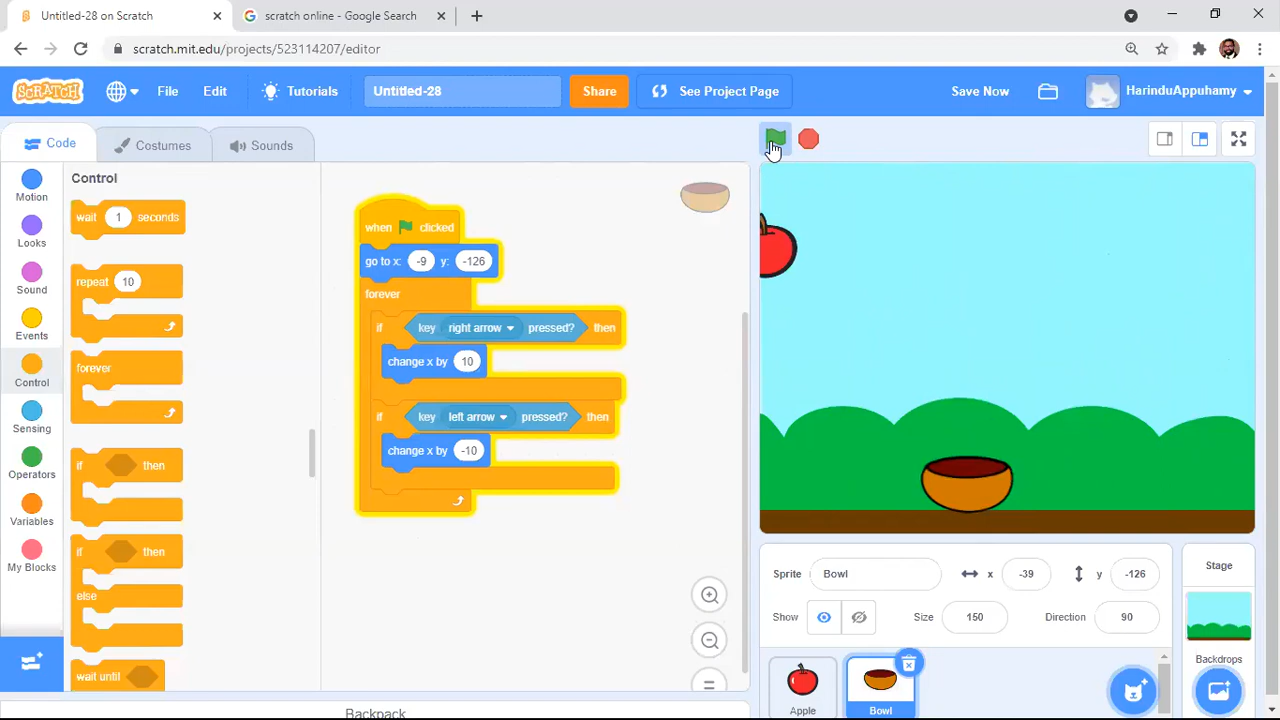 Untitled-28 on Scratch
scratch online - Google Search
scratch.mit.edu/projects/523114207/editor
SCRATCH
File
Edit
Tutorials
Untitled-28
Share
See Project Page
Save Now
HarinduAppuhamy
Code
Costumes
Sounds
Motion
Looks
Sound
Events
Control
Sensing
Operators
Variables
My Blocks
Control
wait 1 seconds
repeat 10
forever
if then
if then
else
wait until
when clicked
go to x: -9 y: -126
forever
if key right arrow pressed? then
change x by 10
if key left arrow pressed? then
change x by -10
Backpack
Sprite Bowl x -39 y -126
Show Size 150 Direction 90
Apple
Bowl
Stage
Backdrops